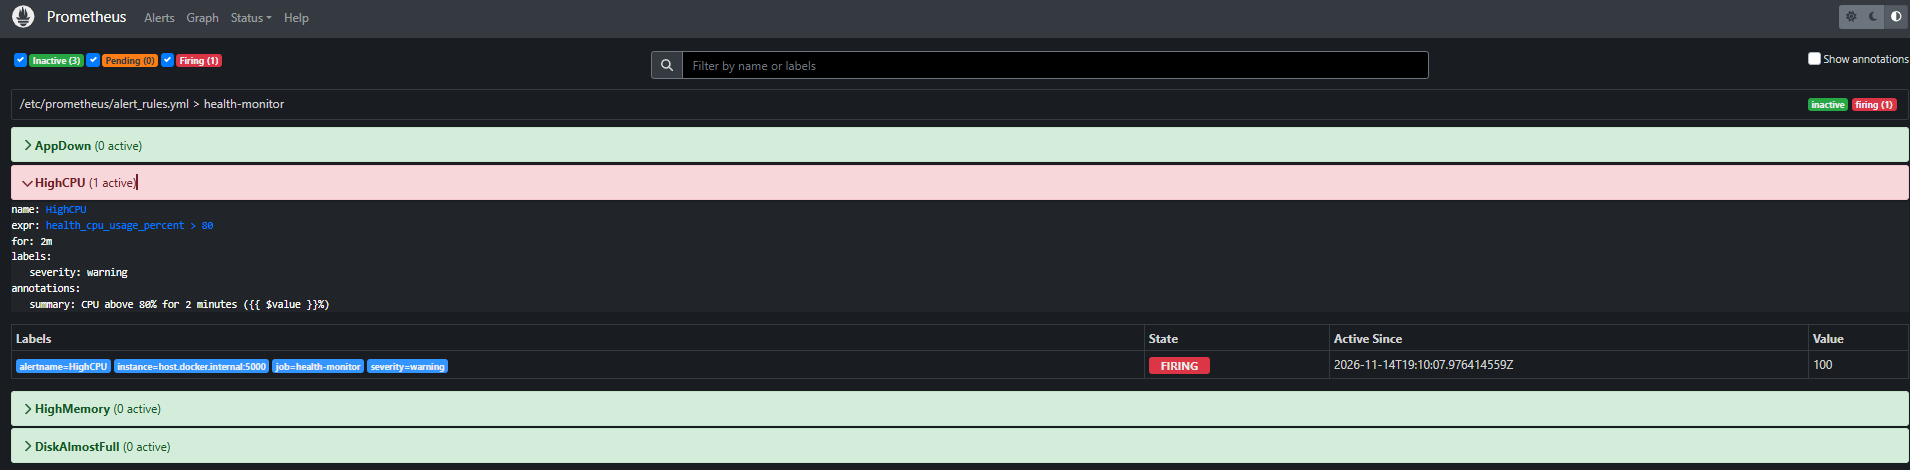 Prometheus Alerts Graph Status Help
Inactive (3) Pending (0) Firing (1)
Filter by name or labels
Show annotations
/etc/prometheus/alert_rules.yml > health-monitor
inactive firing (1)
AppDown (0 active)
HighCPU (1 active)
name: HighCPU
expr: health_cpu_usage_percent > 80
for: 2m
labels:
severity: warning
annotations:
summary: CPU above 80% for 2 minutes ({{ $value }}%)
Labels State Active Since Value
alertname=HighCPU instance=host.docker.internal:5000 job=health-monitor severity=warning FIRING 2026-11-14T19:10:07.976414559Z 100
HighMemory (0 active)
DiskAlmostFull (0 active)